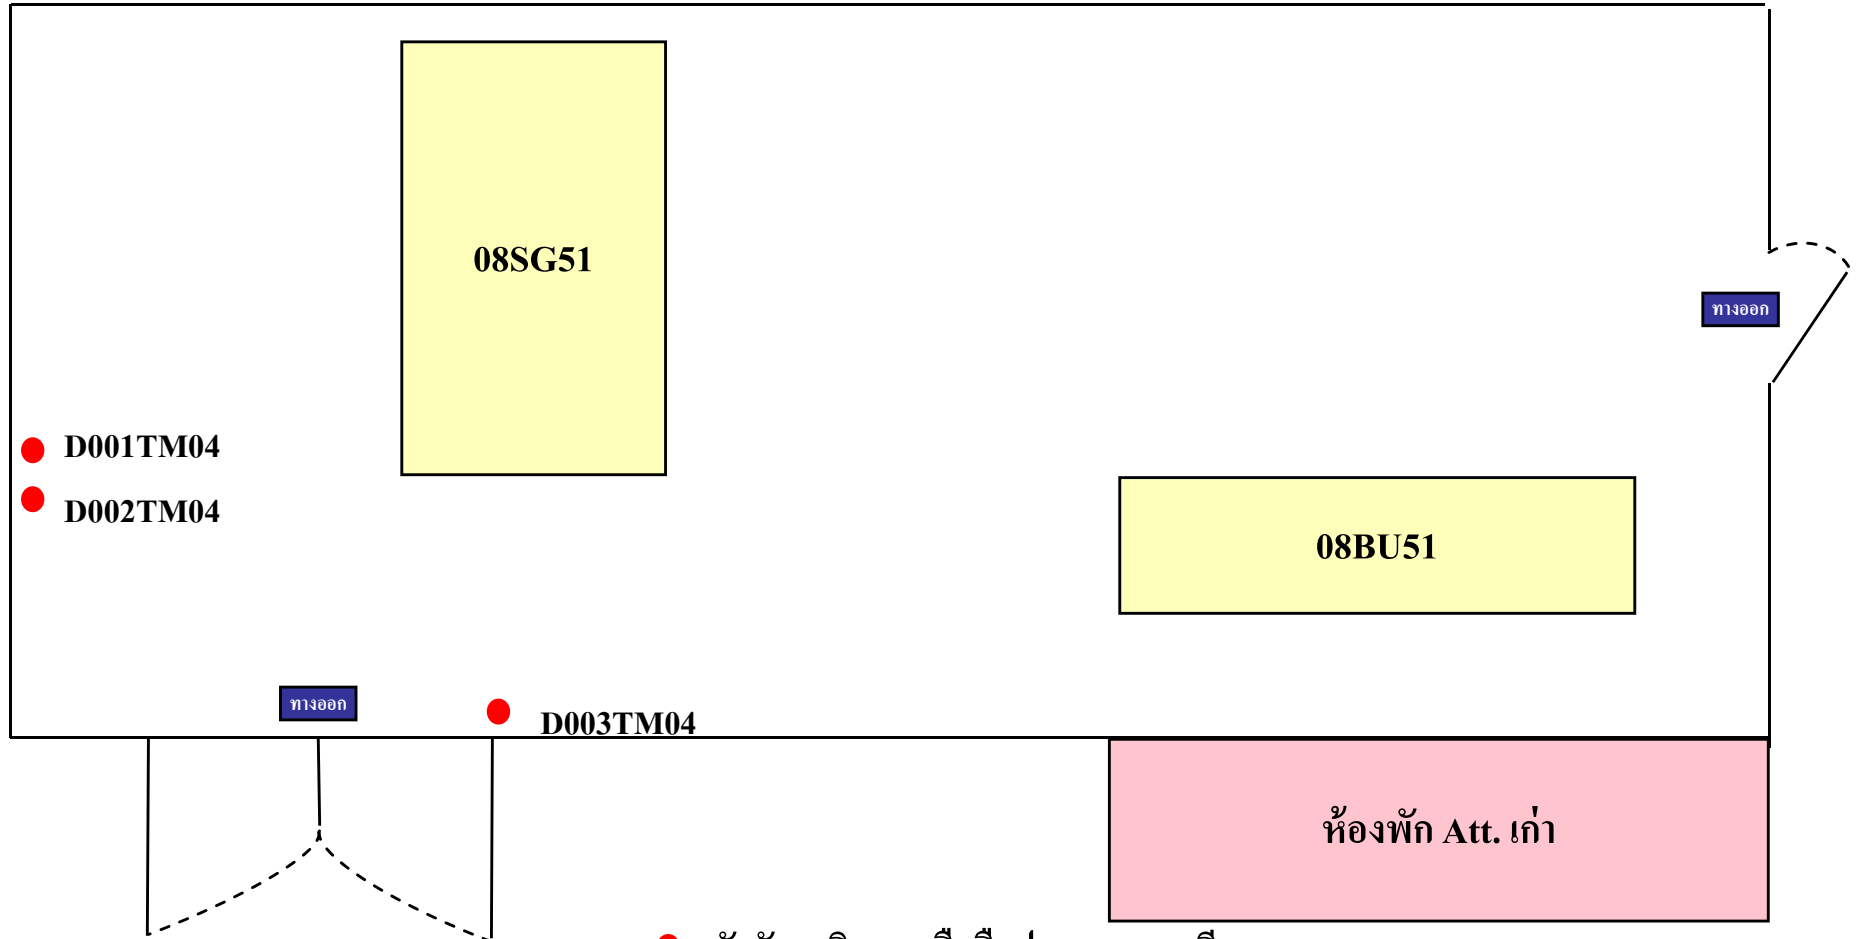 08SG51
ทางออก
D001TM04
D002TM04
08BU51
ทางออก
D003TM04
ห้องพัก Att. เก่า